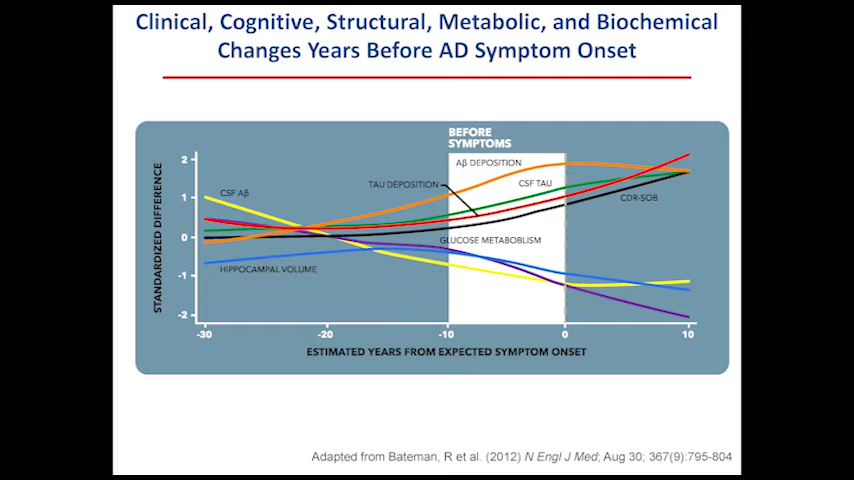 Clinical, Cognitive, Structural, Metabolic, and Biochemical
Changes Years Before AD Symptom Onset
BEFORE
SYMPTOMS
2
Aβ DEPOSITION
TAU DEPOSITION
CSF TAU
CSF Aβ
1
CDR-SOB
STANDARDIZED DIFFERENCE
0
GLUCOSE METABOBLISM
HIPPOCAMPAL VOLUME
-1
-2
-30
-20
-10
0
10
ESTIMATED YEARS FROM EXPECTED SYMPTOM ONSET
Adapted from Bateman, R et al. (2012) N Engl J Med; Aug 30; 367(9):795-804